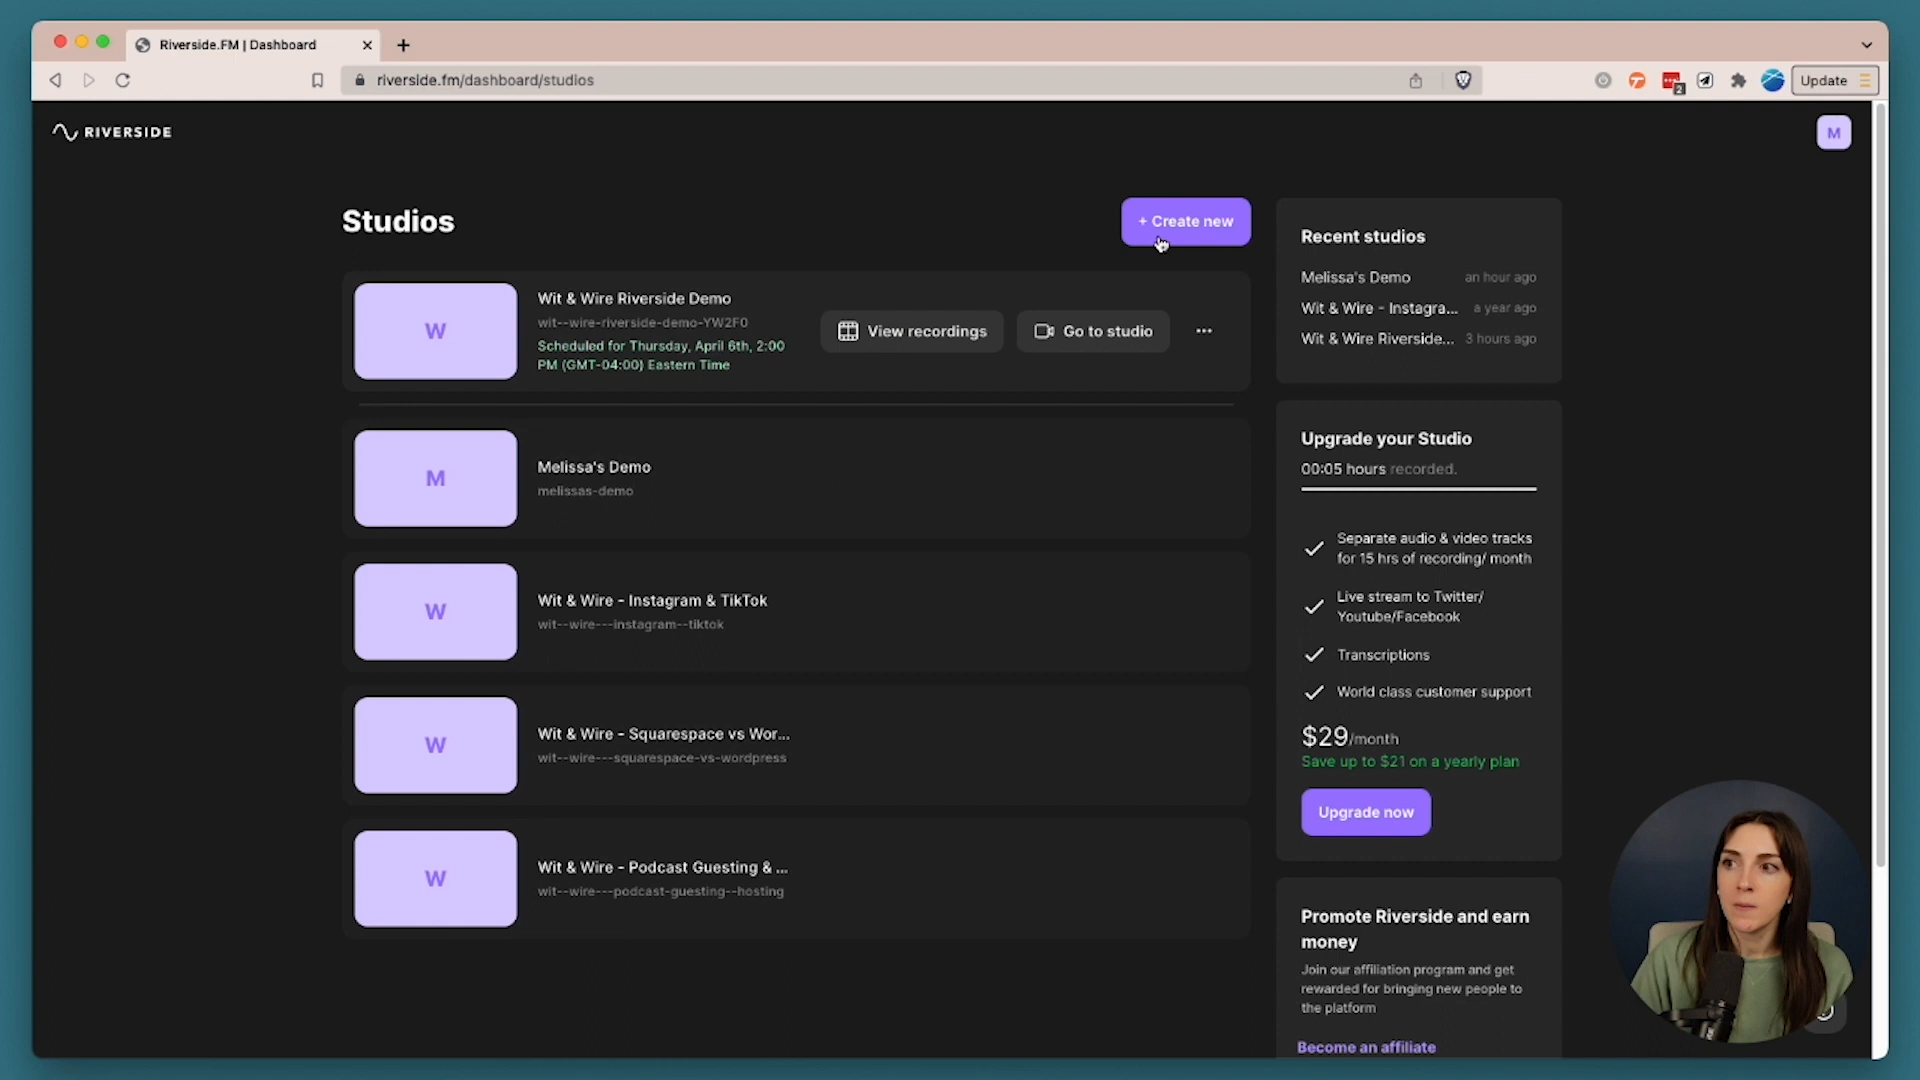 Riverside.FM | Dashboard
riverside.fm/dashboard/studios
2
Update
RIVERSIDE
M
Studios
+ Create new
W
Wit & Wire Riverside Demo
wit--wire-riverside-demo-YW2F0
Scheduled for Thursday, April 6th, 2:00
PM (GMT-04:00) Eastern Time
View recordings
Go to studio
M
Melissa's Demo
melissas-demo
W
Wit & Wire - Instagram & TikTok
wit--wire---instagram--tiktok
W
Wit & Wire - Squarespace vs Wor...
wit--wire---squarespace-vs-wordpress
W
Wit & Wire - Podcast Guesting & ...
wit--wire---podcast-guesting--hosting
Recent studios
Melissa's Demo an hour ago
Wit & Wire - Instagra... a year ago
Wit & Wire Riverside... 3 hours ago
Upgrade your Studio
00:05 hours recorded.
Separate audio & video tracks
for 15 hrs of recording/ month
Live stream to Twitter/
Youtube/Facebook
Transcriptions
World class customer support
$29/month
Save up to $21 on a yearly plan
Upgrade now
Promote Riverside and earn
money
Join our affiliation program and get
rewarded for bringing new people to
the platform
Become an affiliate